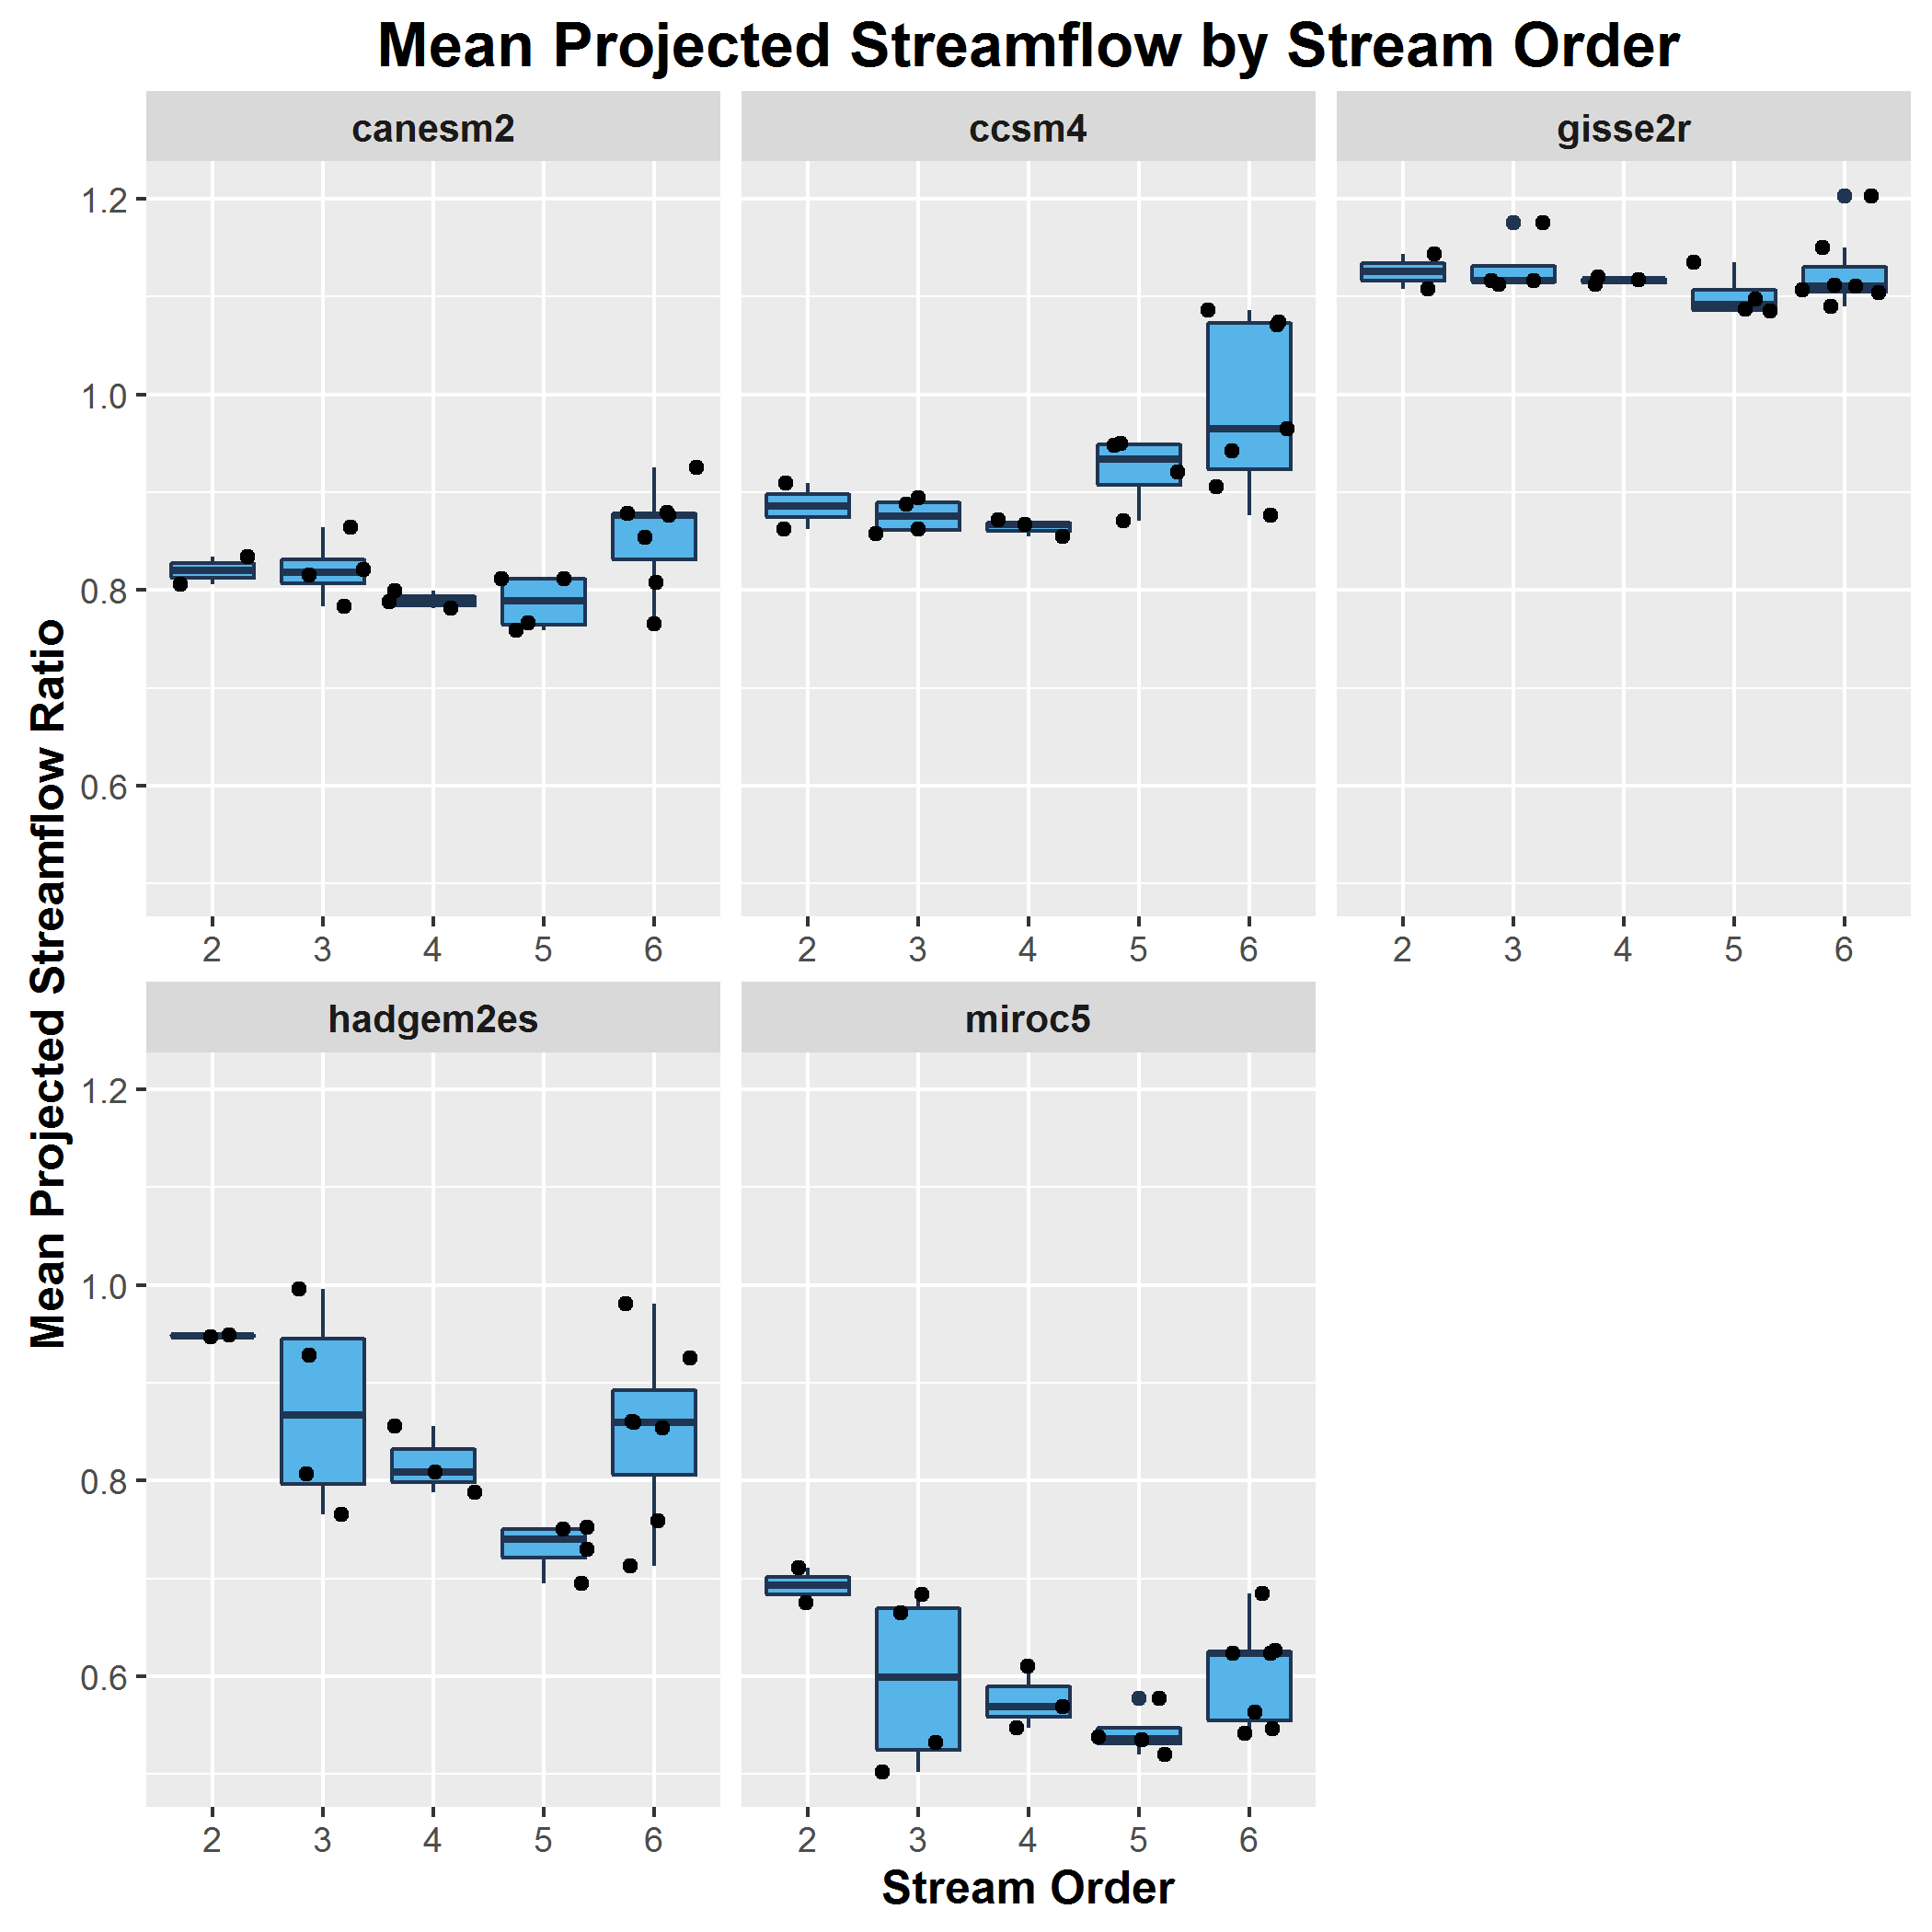 Mean Projected Streamflow by Stream Order
canesm2
ccsm4
gisse2r
Mean Projected Streamflow Ratio
1.2
1.0
0.8
0.6
2 3 4 5 6
2 3 4 5 6
2 3 4 5 6
hadgem2es
miroc5
1.2
1.0
0.8
0.6
2 3 4 5 6
2 3 4 5 6
Stream Order